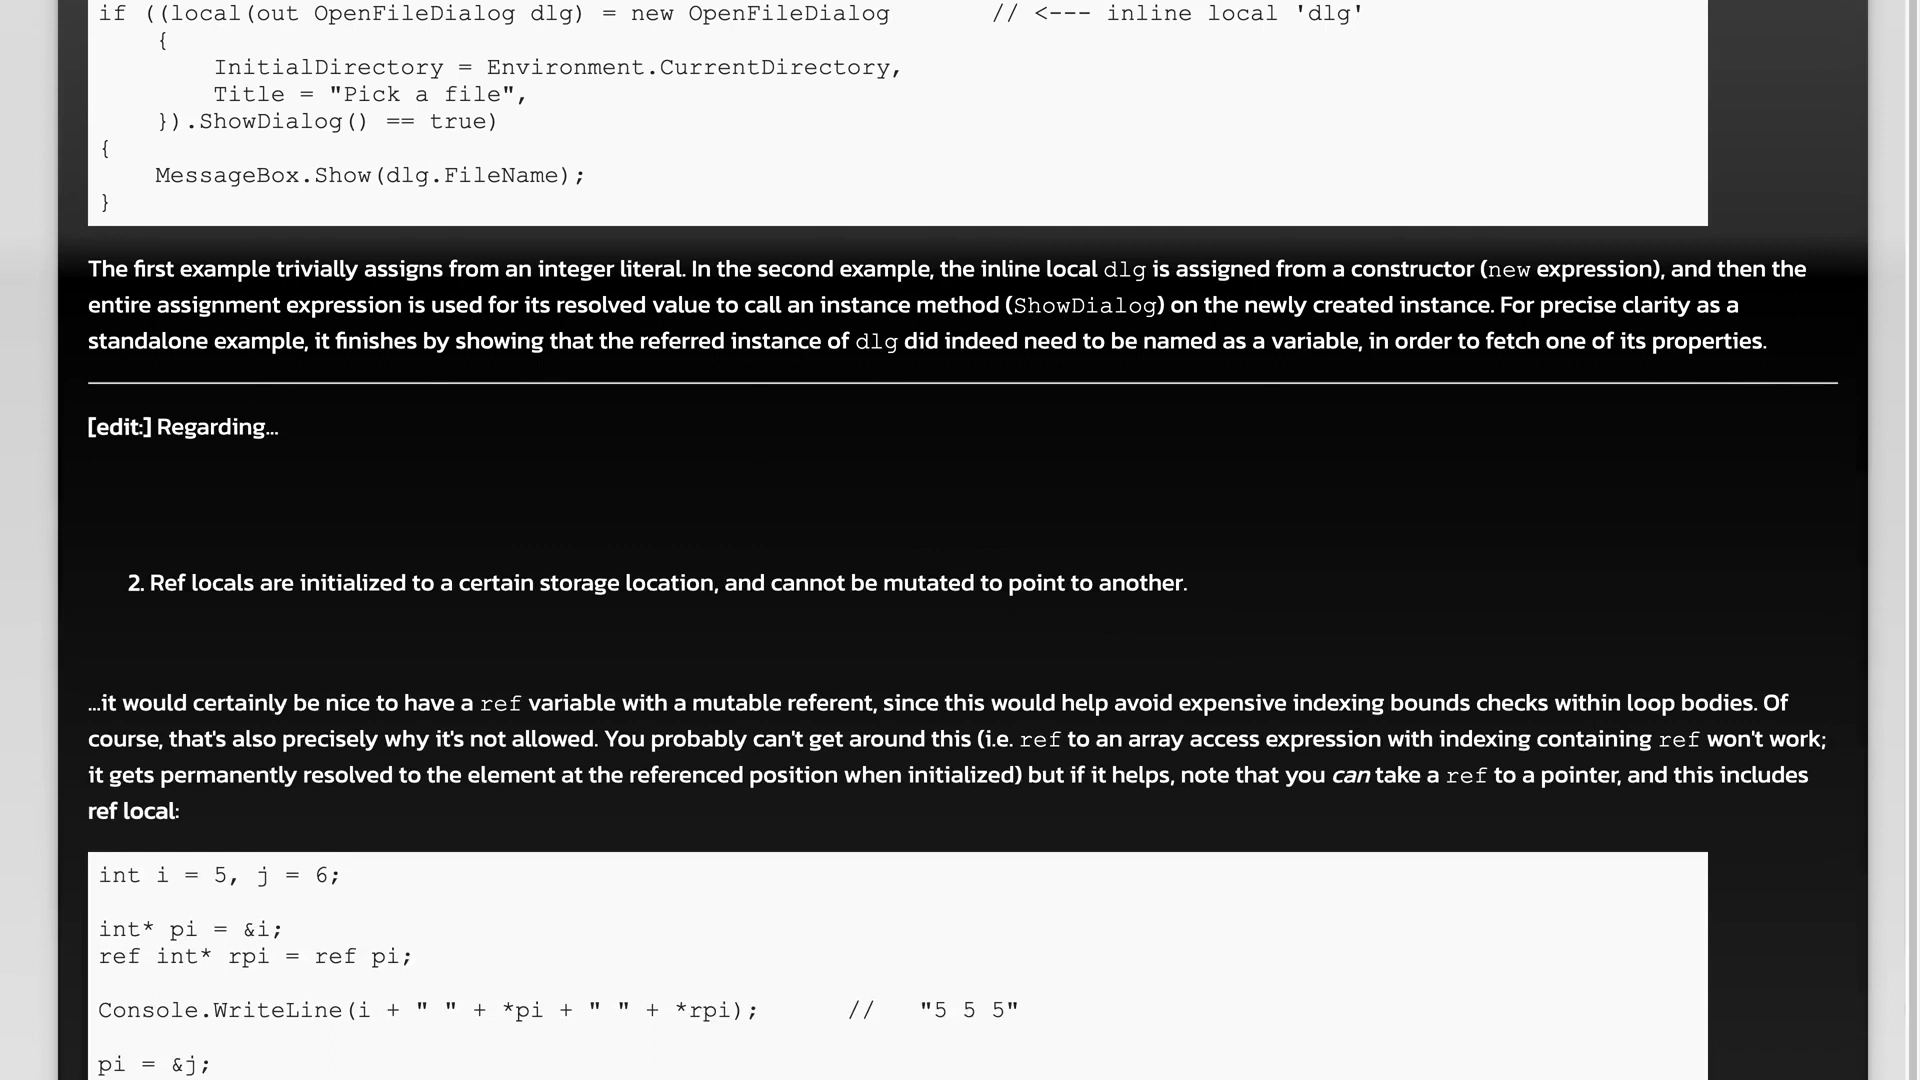 if ((local(out OpenFileDialog dlg) = new OpenFileDialog       // <--- inline local 'dlg'
    {
        InitialDirectory = Environment.CurrentDirectory,
        Title = "Pick a file",
    }).ShowDialog() == true)
{
    MessageBox.Show(dlg.FileName);
}
The first example trivially assigns from an integer literal. In the second example, the inline local dlg is assigned from a constructor (new expression), and then the
entire assignment expression is used for its resolved value to call an instance method (ShowDialog) on the newly created instance. For precise clarity as a
standalone example, it finishes by showing that the referred instance of dlg did indeed need to be named as a variable, in order to fetch one of its properties.
[edit:] Regarding...
2. Ref locals are initialized to a certain storage location, and cannot be mutated to point to another.
...it would certainly be nice to have a ref variable with a mutable referent, since this would help avoid expensive indexing bounds checks within loop bodies. Of
course, that's also precisely why it's not allowed. You probably can't get around this (i.e. ref to an array access expression with indexing containing ref won't work;
it gets permanently resolved to the element at the referenced position when initialized) but if it helps, note that you can take a ref to a pointer, and this includes
ref local:
int i = 5, j = 6;
int* pi = &i;
ref int* rpi = ref pi;
Console.WriteLine(i + " " + *pi + " " + *rpi);      //   "5 5 5"
pi = &j;